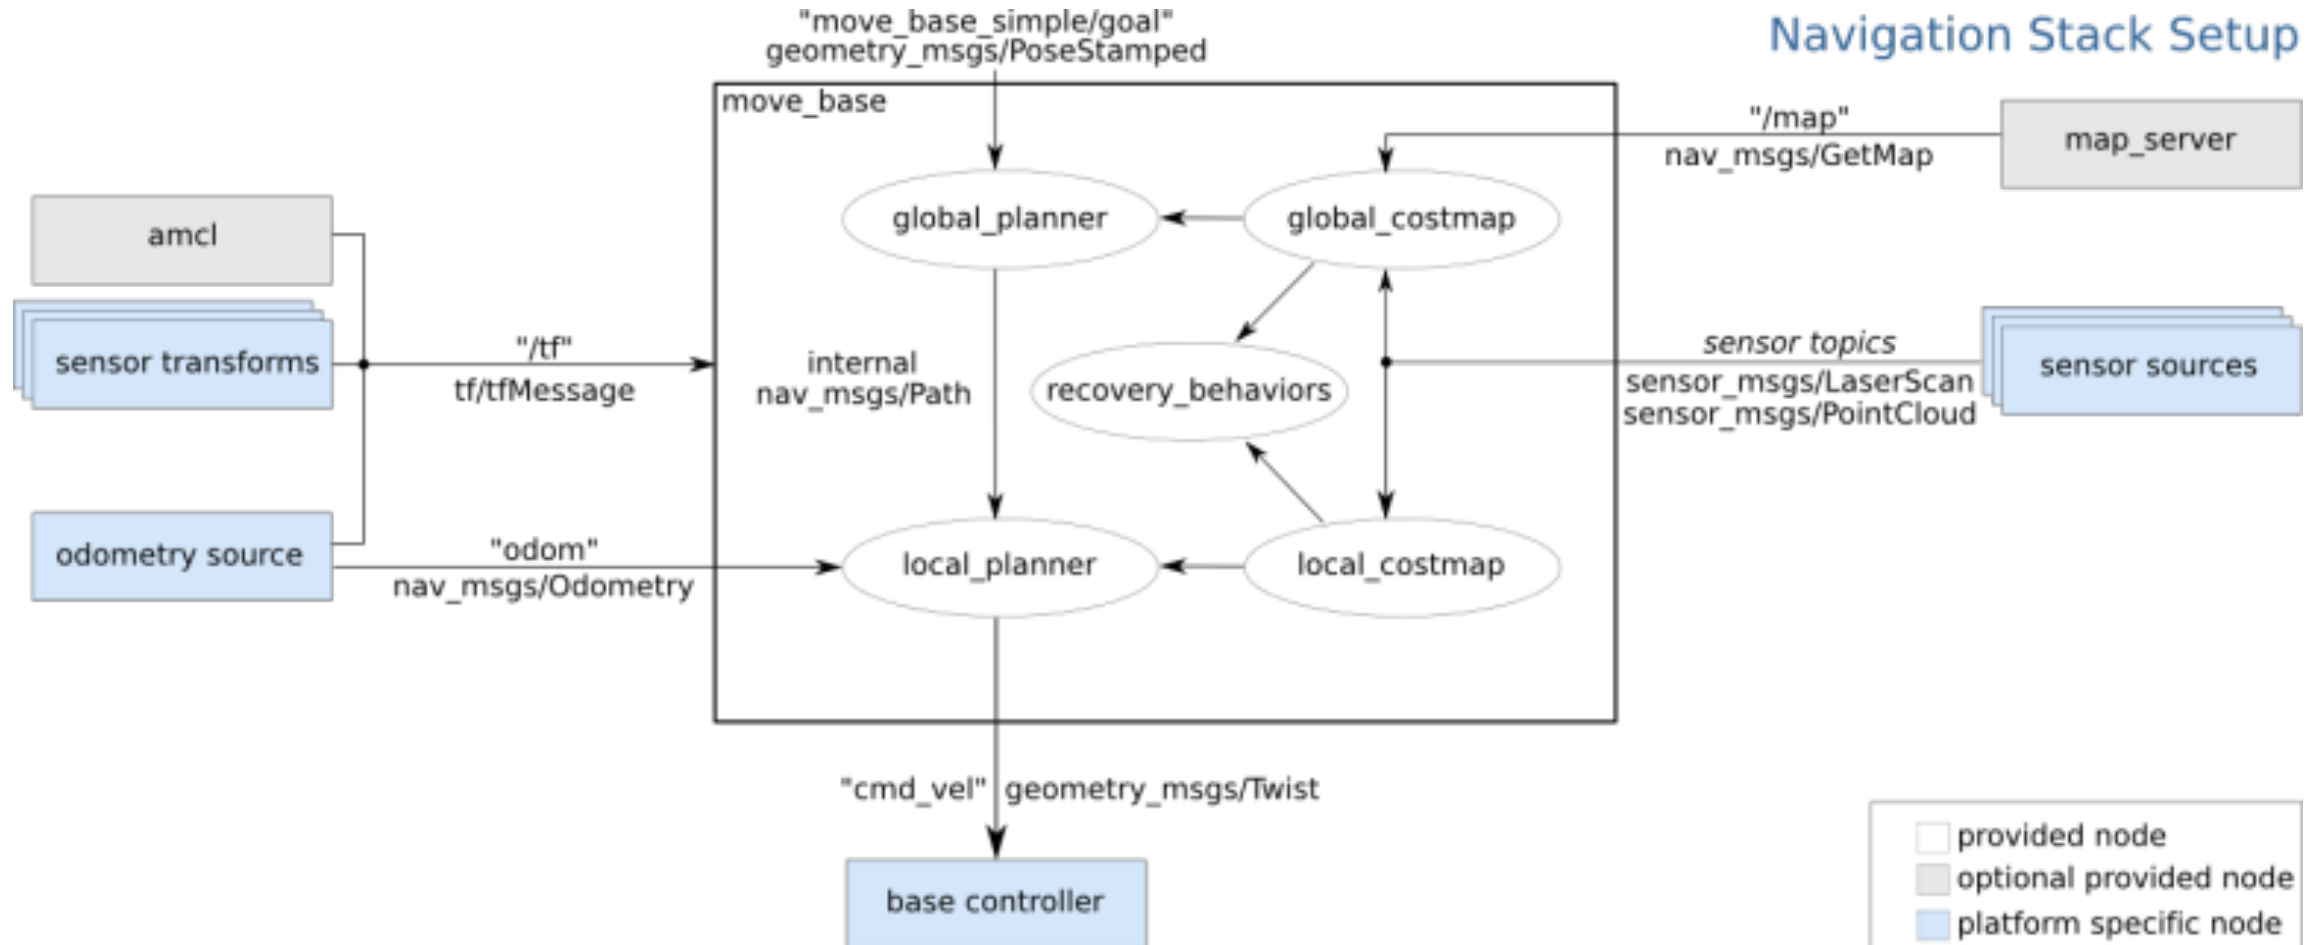 "move_base_simple/goal"
geometry_msgs/PoseStamped
Navigation Stack Setup
move_base
"/map"
nav_msgs/GetMap
map_server
amcl
global_planner
global_costmap
sensor transforms
"/tf"
tf/tfMessage
internal
nav_msgs/Path
recovery_behaviors
sensor topics
sensor_msgs/LaserScan
sensor_msgs/PointCloud
sensor sources
odometry source
"odom"
nav_msgs/Odometry
local_planner
local_costmap
"cmd_vel" geometry_msgs/Twist
base controller
provided node
optional provided node
platform specific node